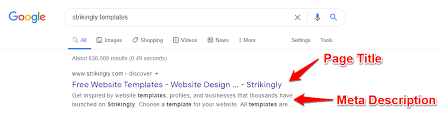 Google
strikingly templates
All Images Shopping Videos News More Settings Tools
About 638,000 results (0.49 seconds)
www.strikingly.com › discover
Free Website Templates - Website Design ... - Strikingly
Page Title
Get inspired by website templates, profiles, and businesses that thousands have
launched on Strikingly. Choose a template for your website. All templates are
Meta Description